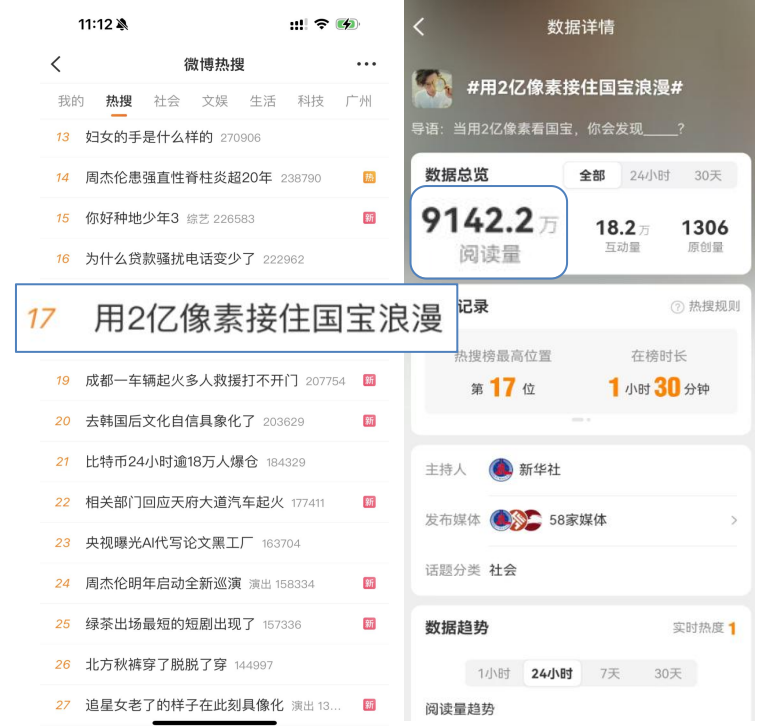 11:12
微博热搜
我的 热搜 社会 文娱 生活 科技 广州
13 妇女的手是什么样的 270906
14 周杰伦患强直性脊柱炎超20年 238790 热
15 你好种地少年3 综艺 226583 新
16 为什么贷款骚扰电话变少了 222962
17 用2亿像素接住国宝浪漫
19 成都一车辆起火多人救援打不开门 207754 新
20 去韩国后文化自信具象化了 203629 新
21 比特币24小时逾18万人爆仓 184329
22 相关部门回应天府大道汽车起火 177411 新
23 央视曝光AI代写论文黑工厂 163704
24 周杰伦明年启动全新巡演 演出 158334 新
25 绿茶出场最短的短剧出现了 157336 新
26 北方秋裤穿了脱脱了穿 144997
27 追星女老了的样子在此刻具像化 演出 13... 新
数据详情
#用2亿像素接住国宝浪漫#
导语：当用2亿像素看国宝，你会发现____?
数据总览 全部 24小时 30天
9142.2万 18.2万 1306
阅读量 互动量 原创量
记录 ? 热搜规则
热搜榜最高位置 在榜时长
第 17 位 1 小时 30 分钟
主持人 新华社
发布媒体 58家媒体
话题分类 社会
数据趋势 实时热度 1
1小时 24小时 7天 30天
阅读量趋势